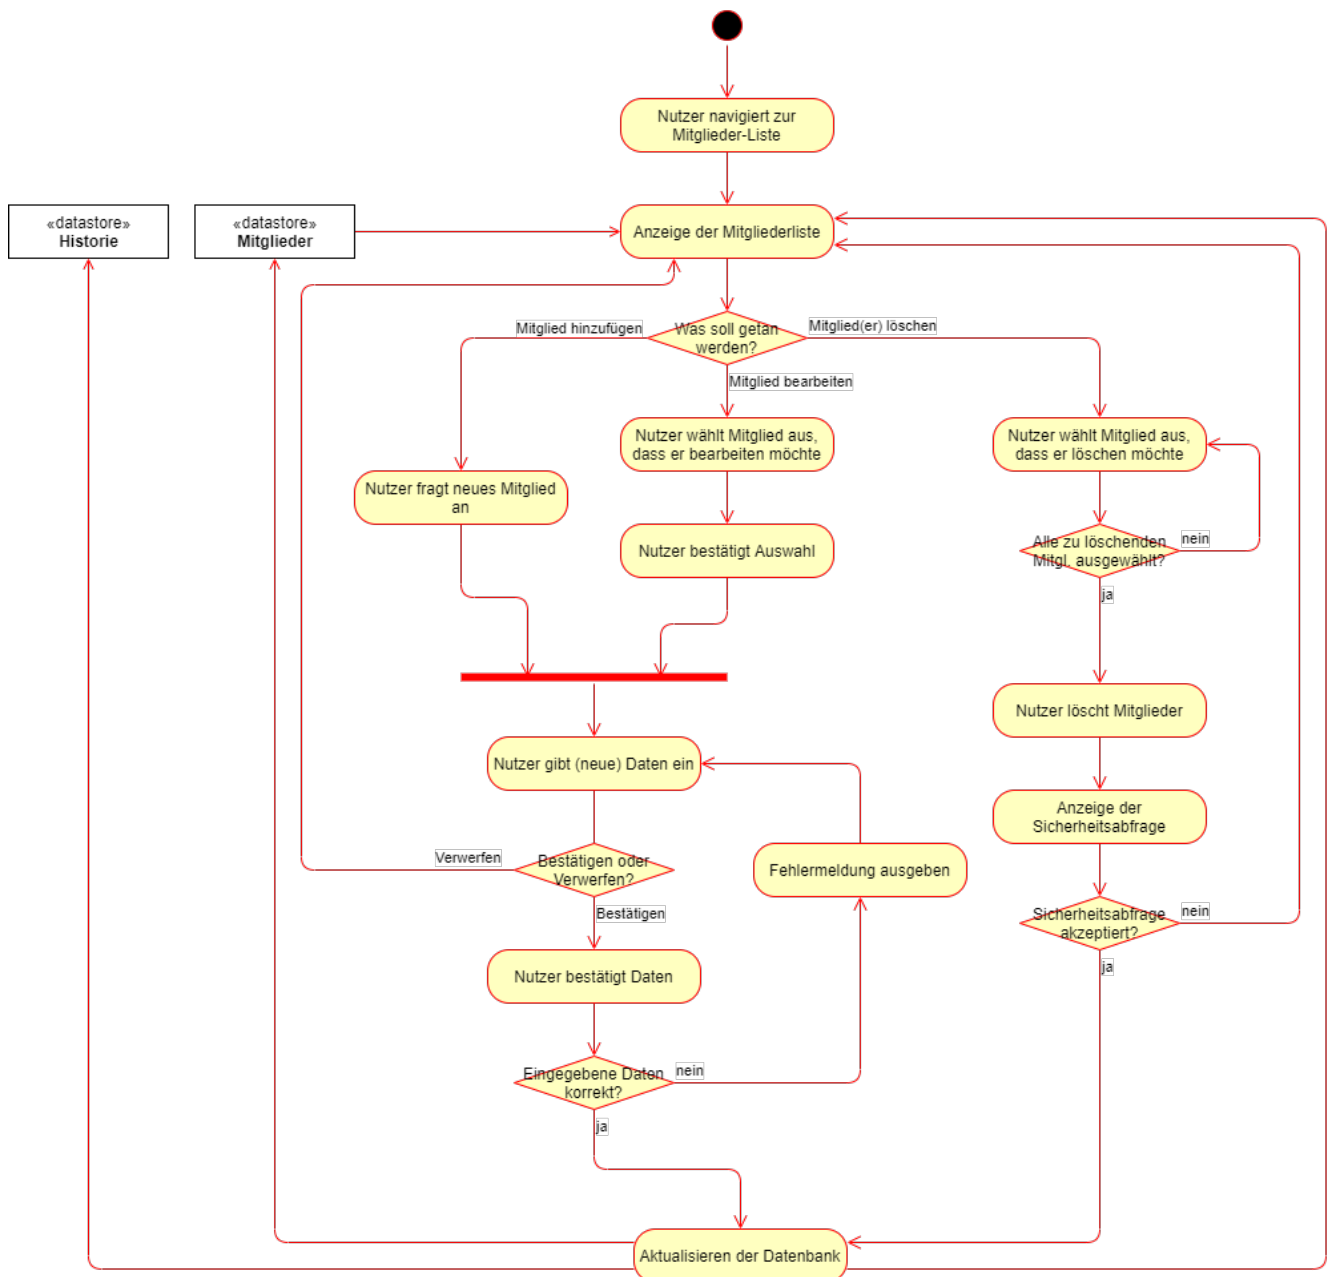 Nutzer navigiert zur
Mitglieder-Liste
«datastore»
Historie
«datastore»
Mitglieder
Anzeige der Mitgliederliste
Mitglied hinzufügen
Was soll getan
werden?
Mitglied(er) löschen
Mitglied bearbeiten
Nutzer wählt Mitglied aus,
dass er bearbeiten möchte
Nutzer wählt Mitglied aus,
dass er löschen möchte
Nutzer fragt neues Mitglied
an
Nutzer bestätigt Auswahl
Alle zu löschenden
Mitgl. ausgewählt?
nein
ja
Nutzer löscht Mitglieder
Nutzer gibt (neue) Daten ein
Anzeige der
Sicherheitsabfrage
Verwerfen
Bestätigen oder
Verwerfen?
Fehlermeldung ausgeben
Bestätigen
Sicherheitsabfrage
akzeptiert?
nein
ja
Nutzer bestätigt Daten
Eingegebene Daten
korrekt?
nein
ja
Aktualisieren der Datenbank